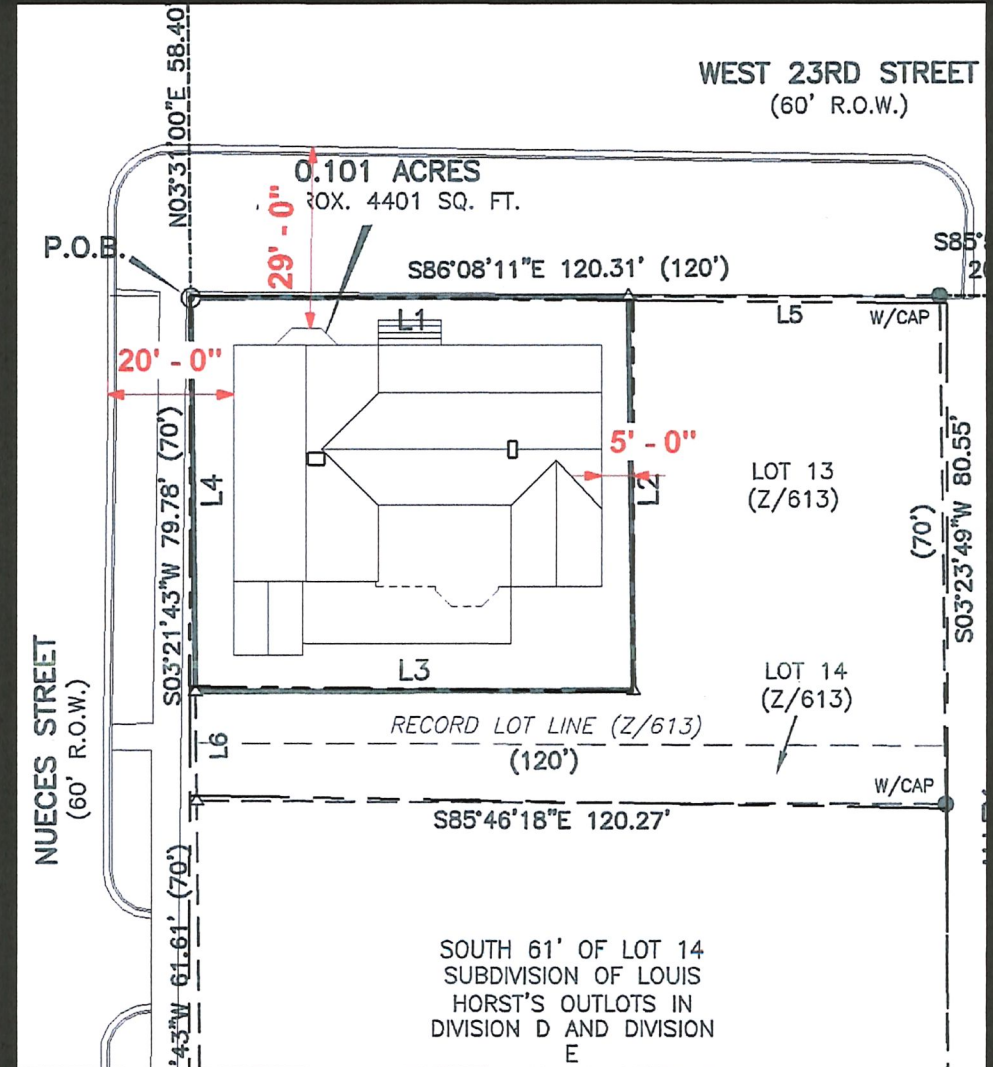 N03°31'00"E 58.40
WEST 23RD STREET
(60' R.O.W.)
0.101 ACRES
ROX. 4401 SQ. FT.
29' - 0"
P.O.B.
S86°08'11"E 120.31' (120')
S85°
L1
L5
W/CAP
20' - 0"
S03°21'43"W 79.78' (70')
L4
5' - 0"
L2
LOT 13
(Z/613)
(70')
S03°23'49"W 80.55'
L3
LOT 14
(Z/613)
NUECES STREET
(60' R.O.W.)
L6
RECORD LOT LINE (Z/613)
(120')
W/CAP
S85°46'18"E 120.27'
'43"W 61.61' (70')
SOUTH 61' OF LOT 14
SUBDIVISION OF LOUIS
HORST'S OUTLOTS IN
DIVISION D AND DIVISION
E